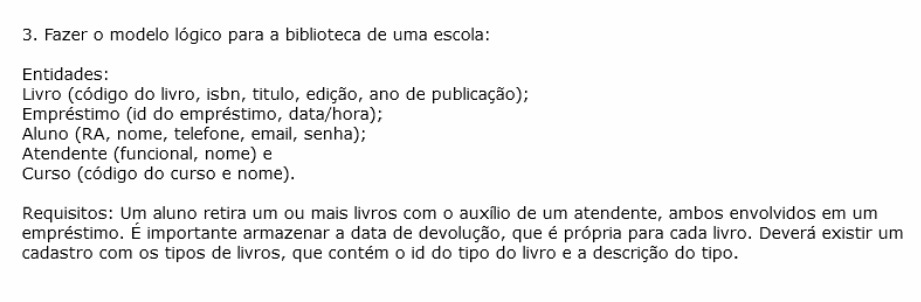 3. Fazer o modelo lógico para a biblioteca de uma escola:
Entidades:
Livro (código do livro, isbn, titulo, edição, ano de publicação);
Empréstimo (id do empréstimo, data/hora);
Aluno (RA, nome, telefone, email, senha);
Atendente (funcional, nome) e
Curso (código do curso e nome).
Requisitos: Um aluno retira um ou mais livros com o auxílio de um atendente, ambos envolvidos em um
empréstimo. É importante armazenar a data de devolução, que é própria para cada livro. Deverá existir um
cadastro com os tipos de livros, que contém o id do tipo do livro e a descrição do tipo.